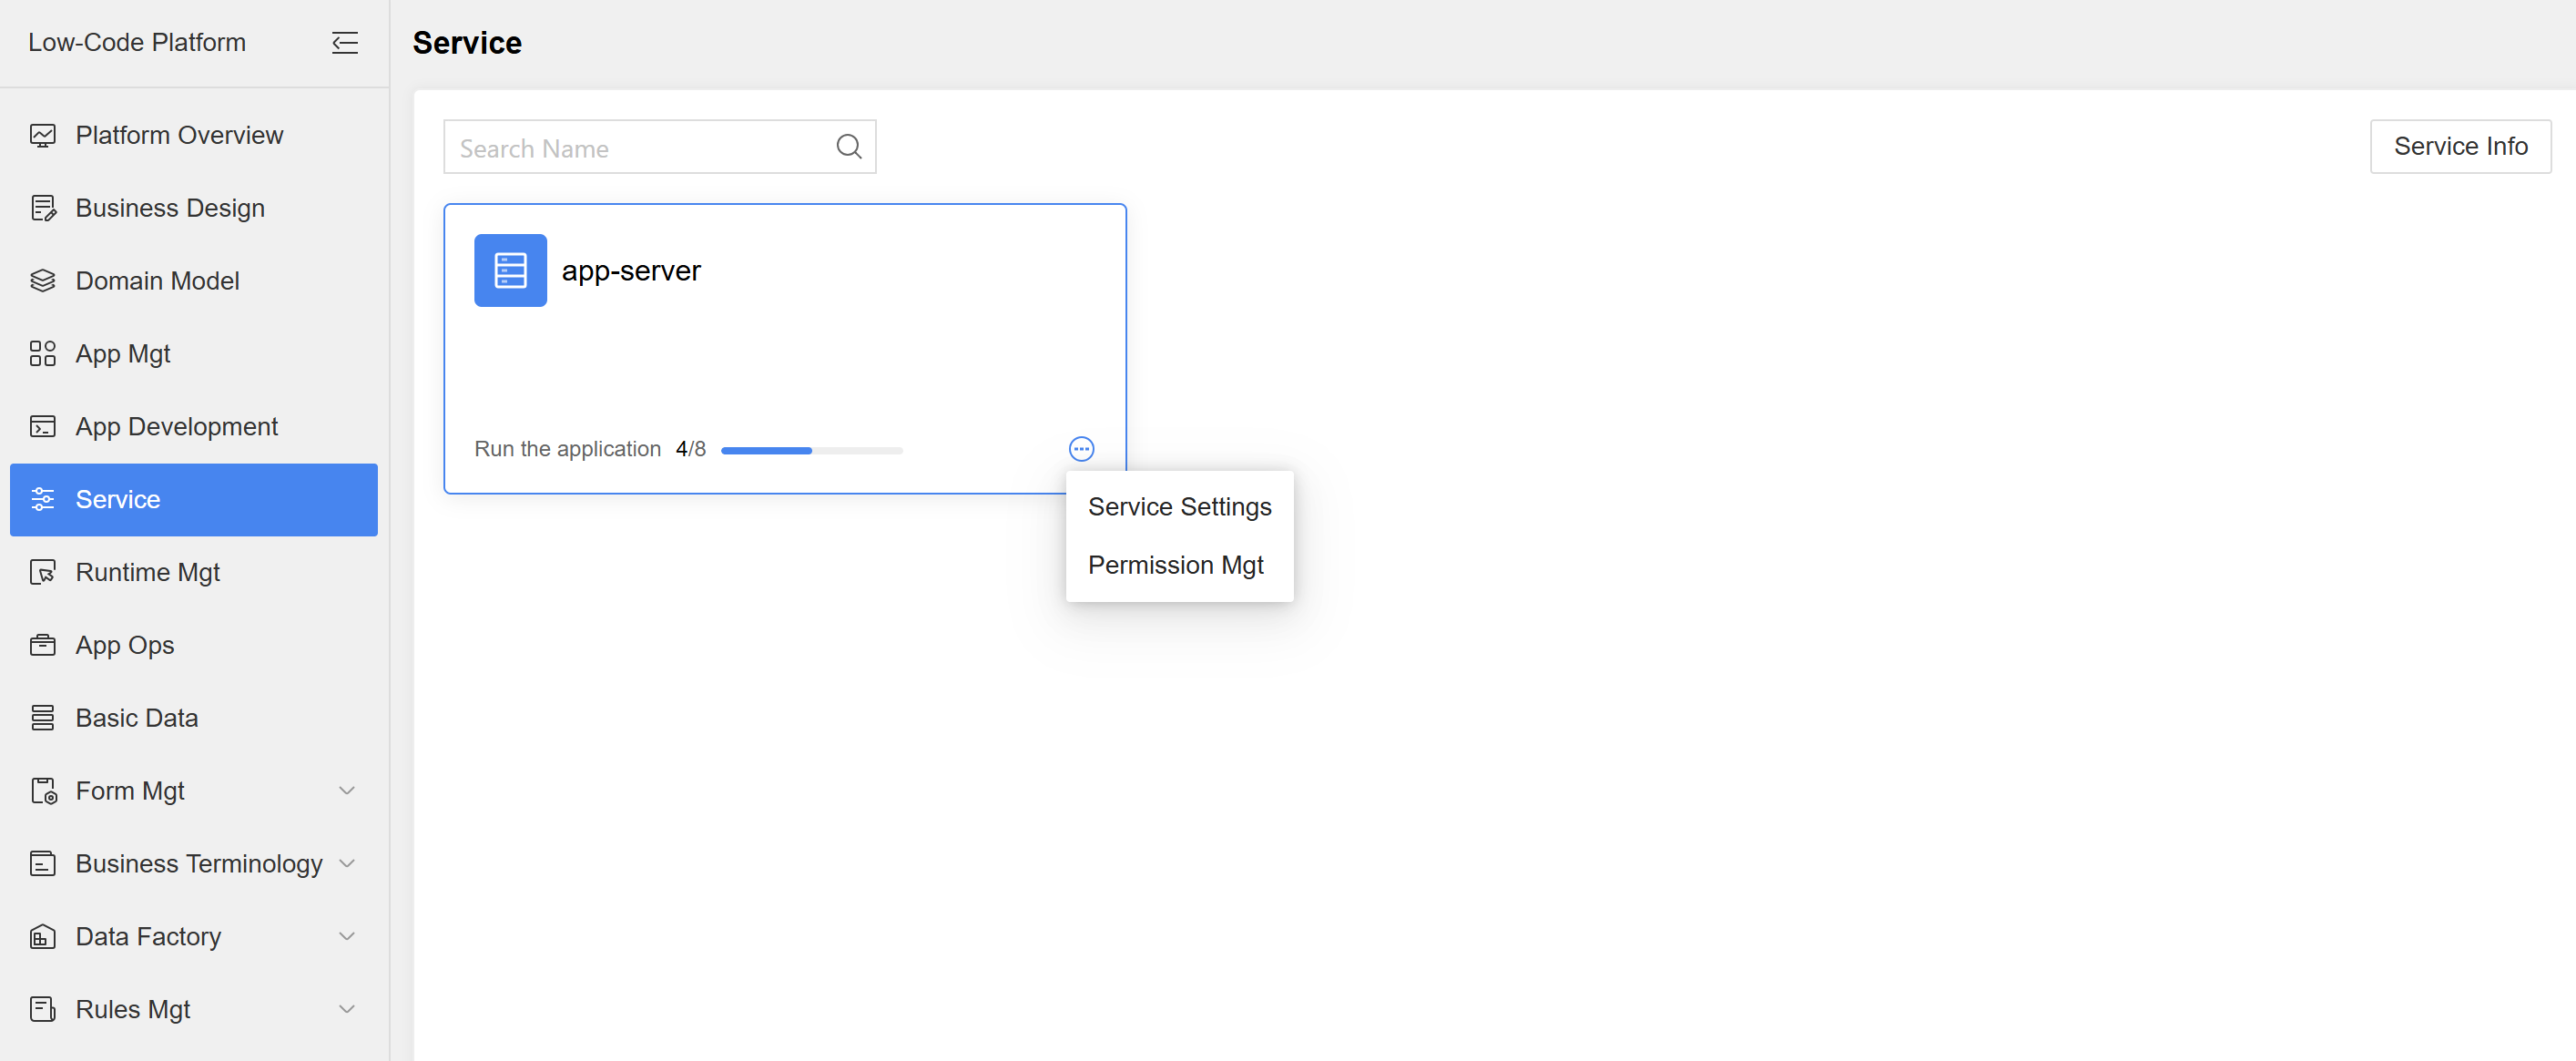 Low-Code Platform
Service
Platform Overview
Business Design
Domain Model
App Mgt
App Development
Service
Runtime Mgt
App Ops
Basic Data
Form Mgt
Business Terminology
Data Factory
Rules Mgt
Search Name
Service Info
app-server
Run the application 4/8
Service Settings
Permission Mgt